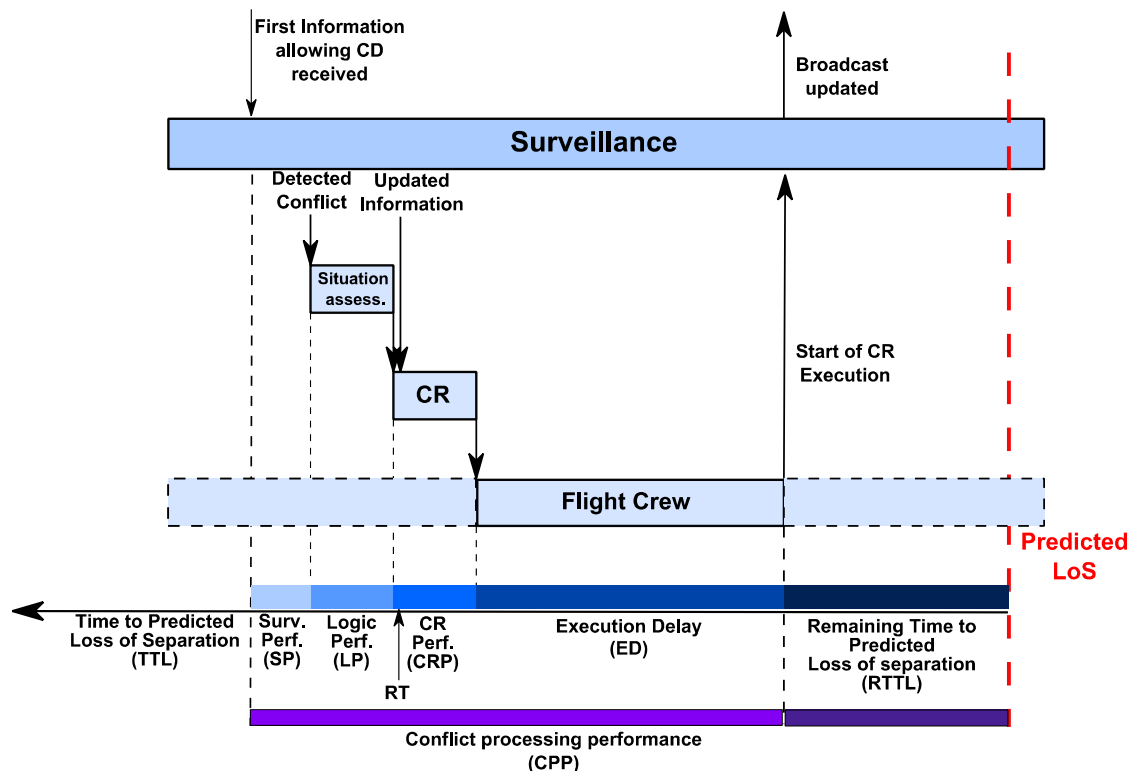 First Information
allowing CD
received
Broadcast
updated
Surveillance
Detected
Conflict
Updated
Information
Situation
assess.
CR
Start of CR
Execution
Flight Crew
Predicted
LoS
Time to Predicted
Loss of Separation
(TTL)
Surv.
Perf.
(SP)
Logic
Perf.
(LP)
CR
Perf.
(CRP)
RT
Execution Delay
(ED)
Remaining Time to
Predicted
Loss of separation
(RTTL)
Conflict processing performance
(CPP)